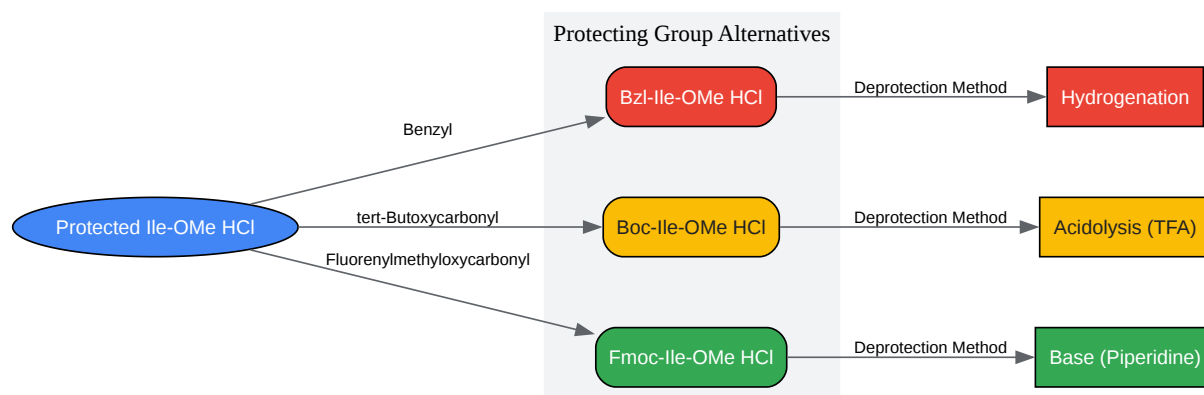 Protecting Group Alternatives
Bzl-Ile-OMe HCl
Deprotection Method
Hydrogenation
Benzyl
Protected Ile-OMe HCl
tert-Butoxycarbonyl
Boc-Ile-OMe HCl
Deprotection Method
Acidolysis (TFA)
Fluorenylmethyloxycarbonyl
Fmoc-Ile-OMe HCl
Deprotection Method
Base (Piperidine)